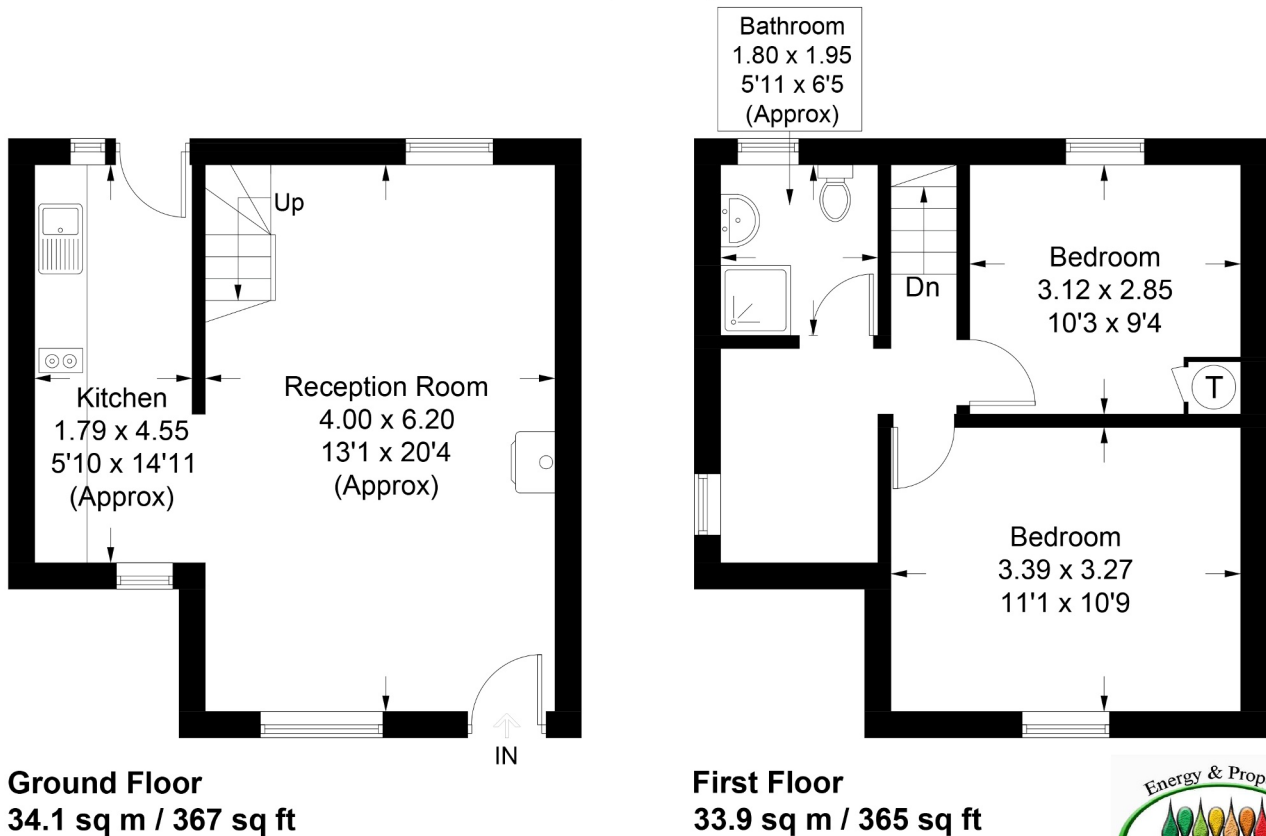 Bathroom
1.80 x 1.95
5'11 x 6'5
(Approx)
Up
Kitchen
1.79 x 4.55
5'10 x 14'11
(Approx)
Reception Room
4.00 x 6.20
13'1 x 20'4
(Approx)
IN
Dn
Bedroom
3.12 x 2.85
10'3 x 9'4
T
Bedroom
3.39 x 3.27
11'1 x 10'9
Ground Floor
34.1 sq m / 367 sq ft
First Floor
33.9 sq m / 365 sq ft
Energy & Prop